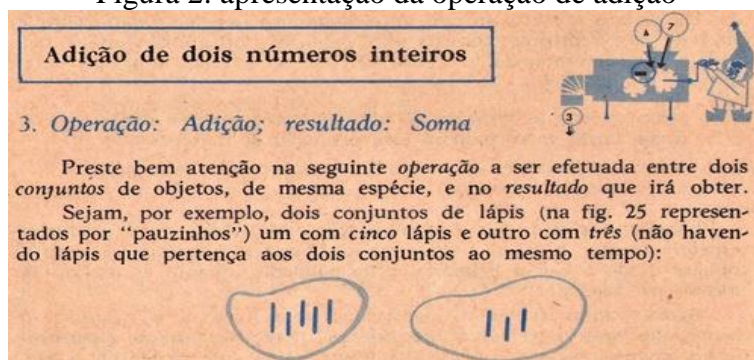 Figura 2: apresentação da operação de adição
Adição de dois números inteiros
3. Operação: Adição; resultado: Soma
Preste bem atenção na seguinte operação a ser efetuada entre dois
conjuntos de objetos, de mesma espécie, e no resultado que irá obter.
Sejam, por exemplo, dois conjuntos de lápis (na fig. 25 represen-
tados por "pauzinhos") um com cinco lápis e outro com três (não haven-
do lápis que pertença aos dois conjuntos ao mesmo tempo):
7
3